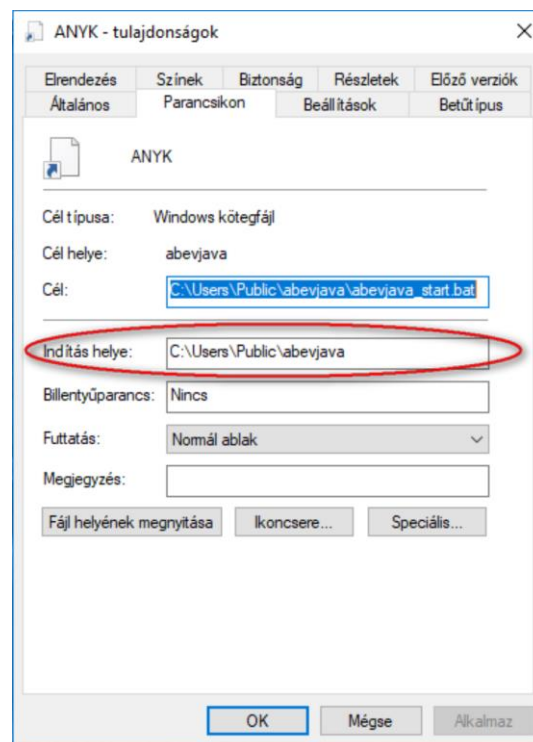 ANYK - tulajdonságok
Elrendezés Színek Biztonság Részletek Előző verziók
Általános Parancsikon Beállítások Betűtípus
ANYK
Cél típusa: Windows kötegfájl
Cél helye: abevjava
Cél: C:\Users\Public\abevjava\abevjava_start.bat
Indítás helye: C:\Users\Public\abevjava
Billentyűparancs: Nincs
Futtatás: Normál ablak
Megjegyzés:
Fájl helyének megnyitása Ikoncsere... Speciális...
OK Mégse Alkalmaz